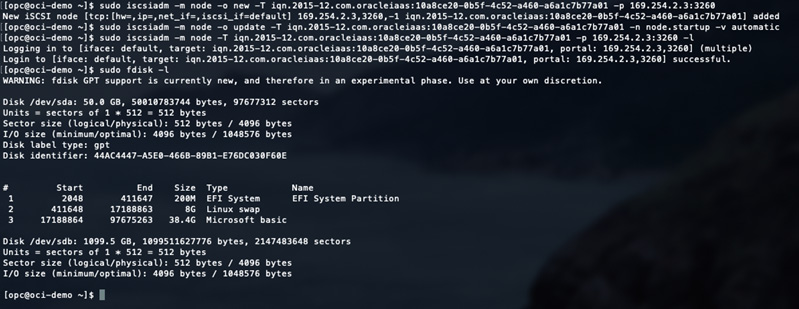 [opc@oci-demo ~]$ sudo iscsiadm -m node -o new -T iqn.2015-12.com.oracleiaas:10a8ce20-0b5f-4c52-a460-a6a1c7b77a01 -p 169.254.2.3:3260
New iSCSI node [tcp:[hw=,ip=,net_if=,iscsi_if=default] 169.254.2.3,3260,-1 iqn.2015-12.com.oracleiaas:10a8ce20-0b5f-4c52-a460-a6a1c7b77a01] added
[opc@oci-demo ~]$ sudo iscsiadm -m node -o update -T iqn.2015-12.com.oracleiaas:10a8ce20-0b5f-4c52-a460-a6a1c7b77a01 -n node.startup -v automatic
[opc@oci-demo ~]$ sudo iscsiadm -m node -T iqn.2015-12.com.oracleiaas:10a8ce20-0b5f-4c52-a460-a6a1c7b77a01 -p 169.254.2.3:3260 -l
Logging in to [iface: default, target: iqn.2015-12.com.oracleiaas:10a8ce20-0b5f-4c52-a460-a6a1c7b77a01, portal: 169.254.2.3,3260] (multiple)
Login to [iface: default, target: iqn.2015-12.com.oracleiaas:10a8ce20-0b5f-4c52-a460-a6a1c7b77a01, portal: 169.254.2.3,3260] successful.
[opc@oci-demo ~]$ sudo fdisk -l
WARNING: fdisk GPT support is currently new, and therefore in an experimental phase. Use at your own discretion.
Disk /dev/sda: 50.0 GB, 50010783744 bytes, 97677312 sectors
Units = sectors of 1 * 512 = 512 bytes
Sector size (logical/physical): 512 bytes / 4096 bytes
I/O size (minimum/optimal): 4096 bytes / 1048576 bytes
Disk label type: gpt
Disk identifier: 44AC4447-A5E0-466B-89B1-E76DC030F60E
# Start End Size Type Name
1 2048 411647 200M EFI System EFI System Partition
2 411648 17188863 8G Linux swap
3 17188864 97675263 38.4G Microsoft basic
Disk /dev/sdb: 1099.5 GB, 1099511627776 bytes, 2147483648 sectors
Units = sectors of 1 * 512 = 512 bytes
Sector size (logical/physical): 512 bytes / 4096 bytes
I/O size (minimum/optimal): 4096 bytes / 1048576 bytes
[opc@oci-demo ~]$